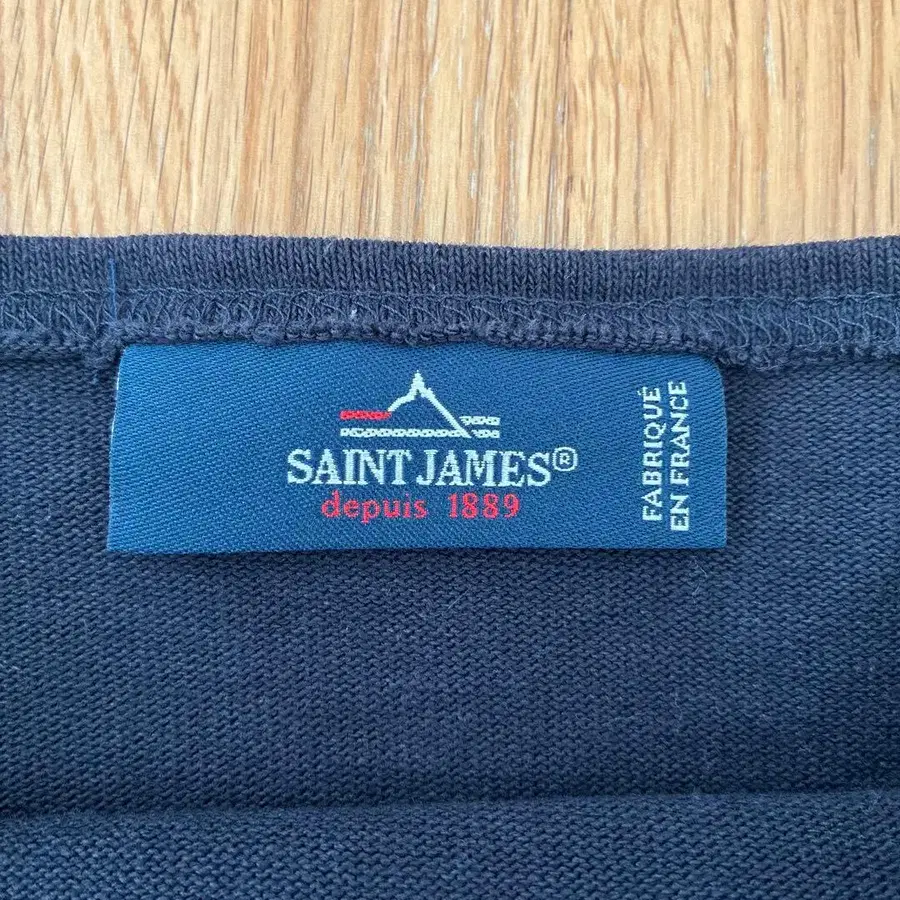 SAINT JAMES®
depuis 1889
FABRIQUÉ
EN FRANCE